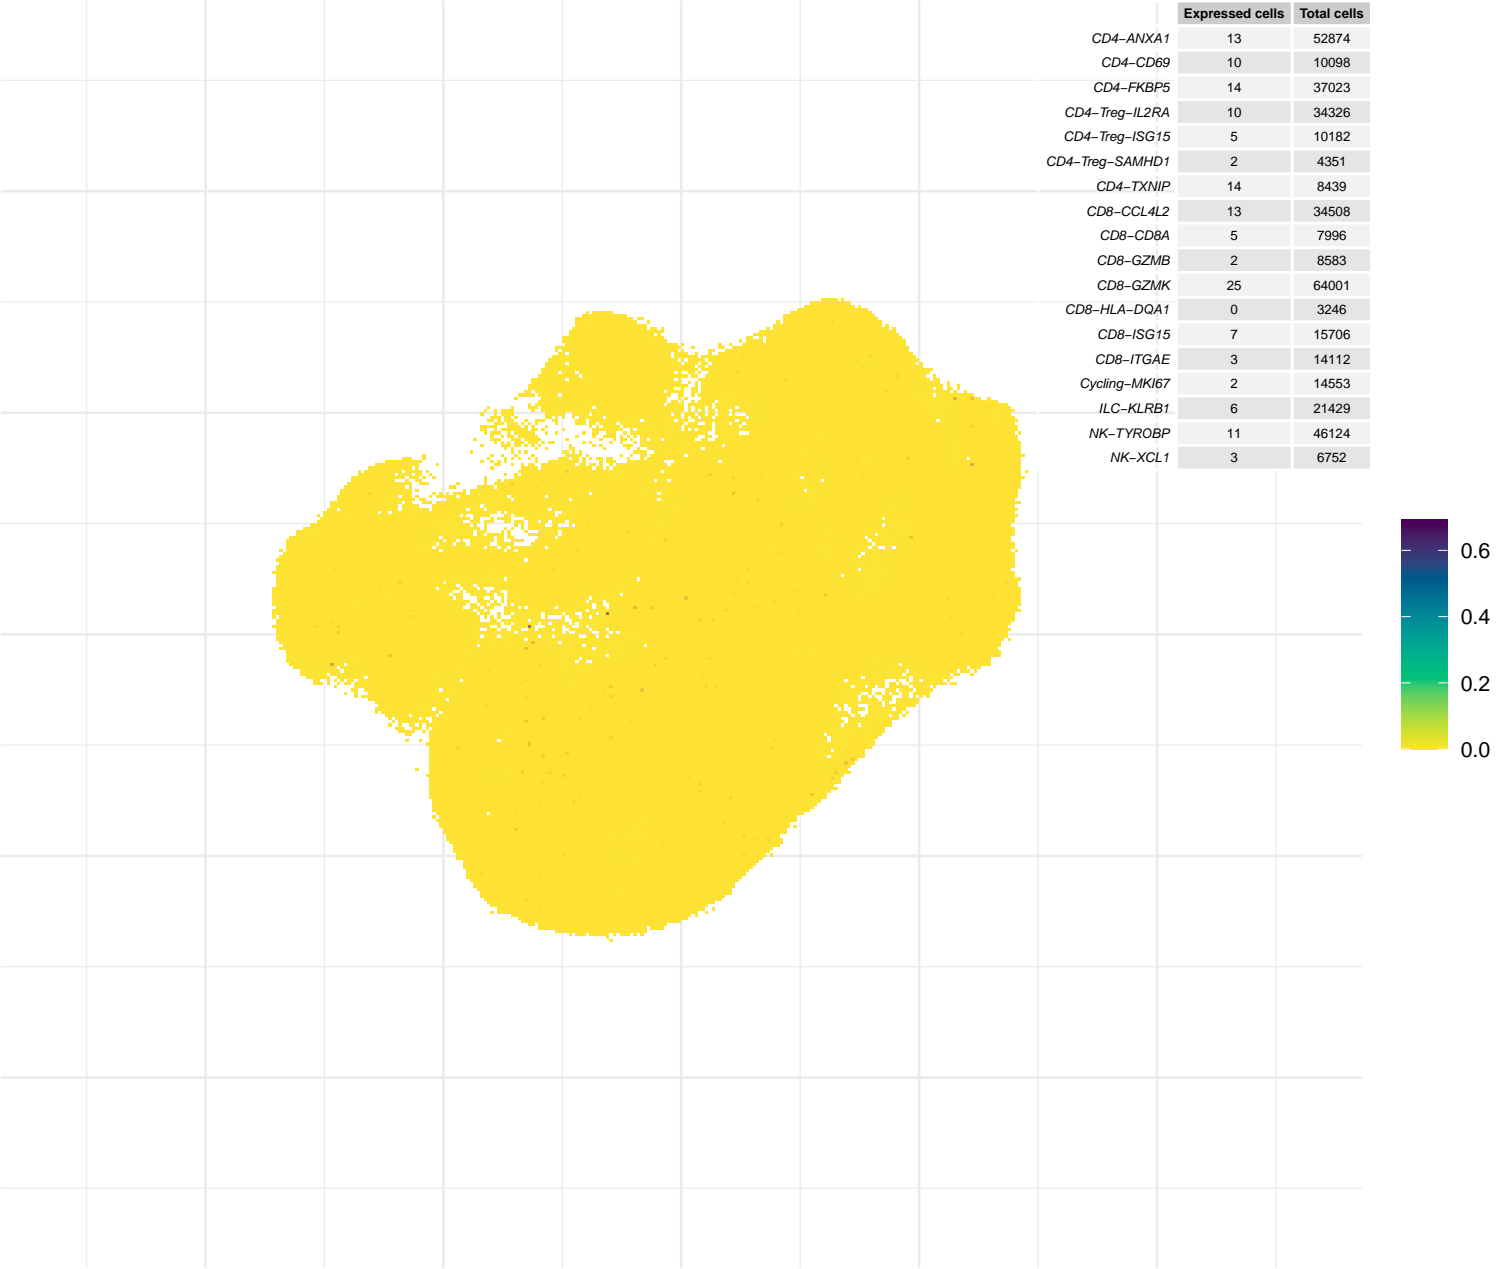 Expressed cells Total cells
CD4−ANXA1 13 52874
CD4−CD69 10 10098
CD4−FKBP5 14 37023
CD4−Treg−IL2RA 10 34326
CD4−Treg−ISG15 5 10182
CD4−Treg−SAMHD1 2 4351
CD4−TXNIP 14 8439
CD8−CCL4L2 13 34508
CD8−CD8A 5 7996
CD8−GZMB 2 8583
CD8−GZMK 25 64001
CD8−HLA−DQA1 0 3246
CD8−ISG15 7 15706
CD8−ITGAE 3 14112
Cycling−MKI67 2 14553
ILC−KLRB1 6 21429
NK−TYROBP 11 46124
NK−XCL1 3 6752
0.6
0.4
0.2
0.0